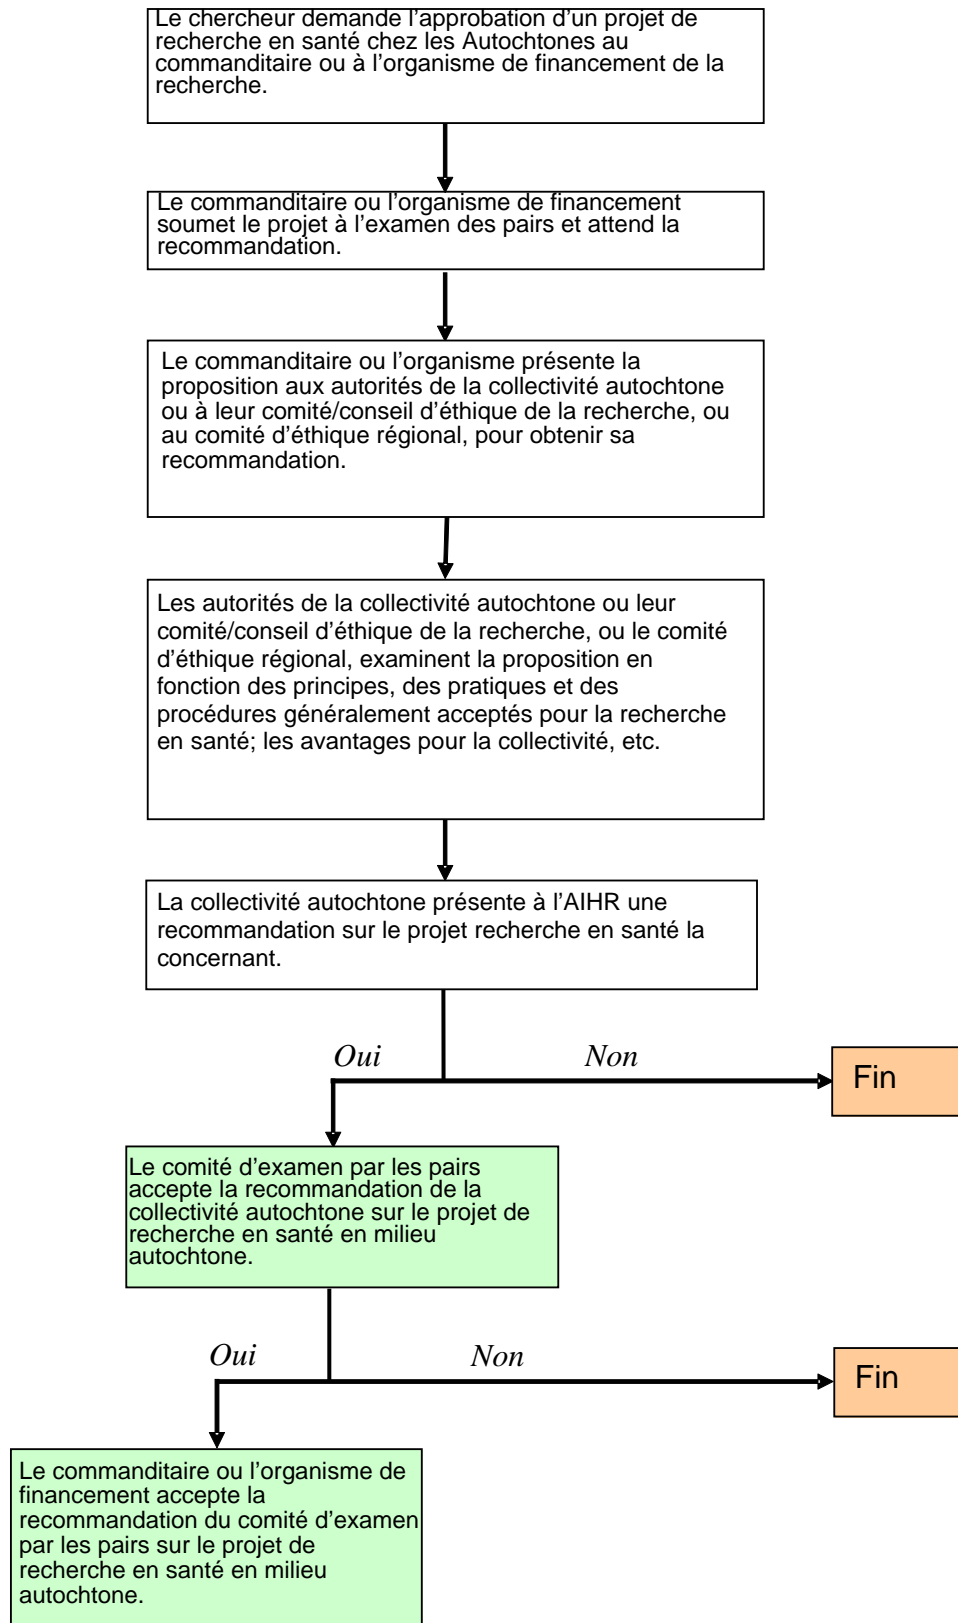 Le chercheur demande l’approbation d’un projet de
recherche en santé chez les Autochtones au
commanditaire ou à l’organisme de financement de la
recherche.
Le commanditaire ou l’organisme de financement
soumet le projet à l’examen des pairs et attend la
recommandation.
Le commanditaire ou l’organisme présente la
proposition aux autorités de la collectivité autochtone
ou à leur comité/conseil d’éthique de la recherche, ou
au comité d’éthique régional, pour obtenir sa
recommandation.
Les autorités de la collectivité autochtone ou leur
comité/conseil d’éthique de la recherche, ou le comité
d’éthique régional, examinent la proposition en
fonction des principes, des pratiques et des
procédures généralement acceptés pour la recherche
en santé; les avantages pour la collectivité, etc.
La collectivité autochtone présente à l’AIHR une
recommandation sur le projet recherche en santé la
concernant.
Oui
Non
Fin
Le comité d’examen par les pairs
accepte la recommandation de la
collectivité autochtone sur le projet de
recherche en santé en milieu
autochtone.
Oui
Non
Fin
Le commanditaire ou l’organisme de
financement accepte la
recommandation du comité d’examen
par les pairs sur le projet de
recherche en santé en milieu
autochtone.